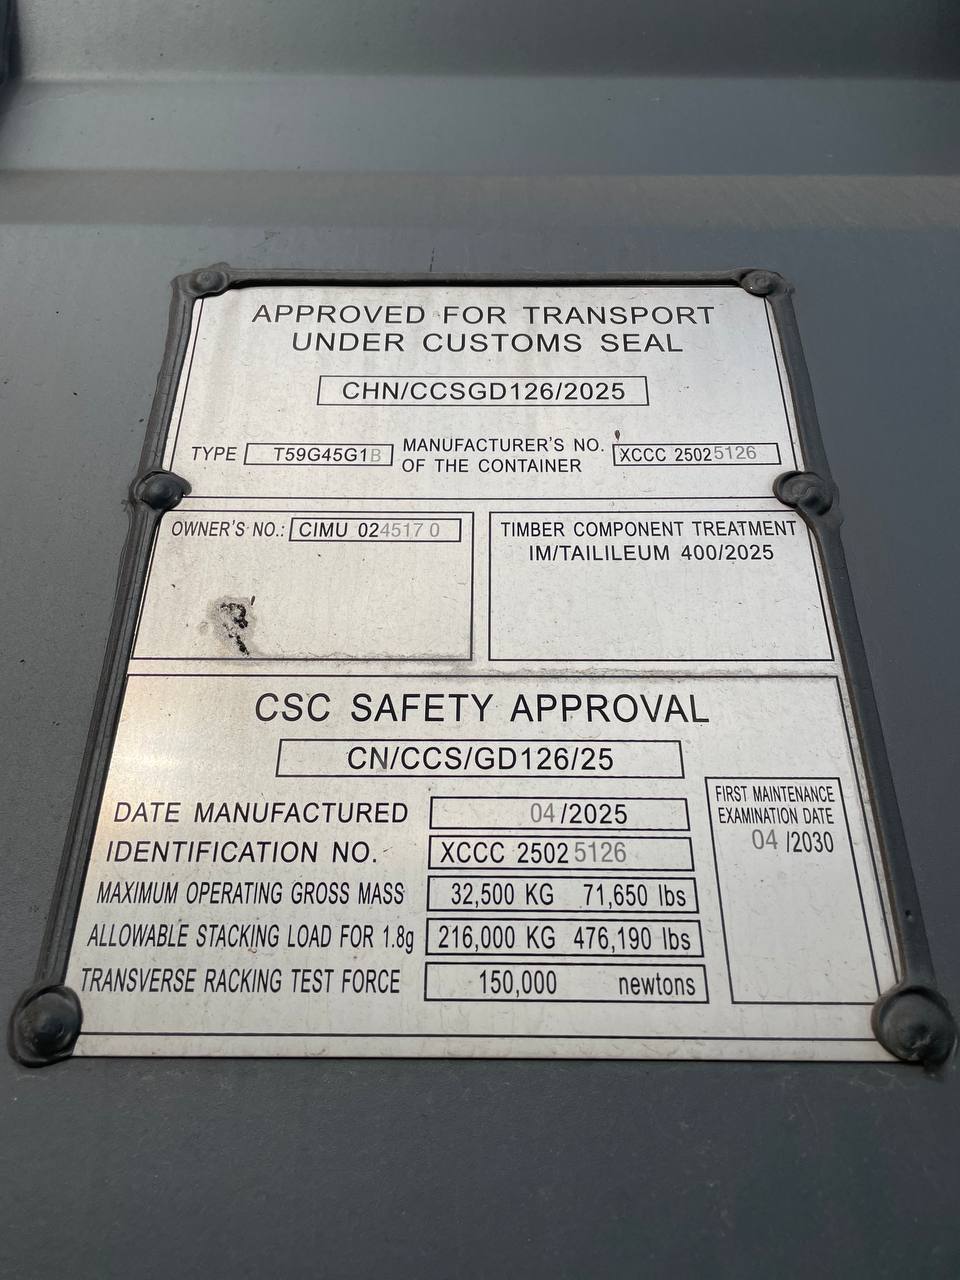 APPROVED FOR TRANSPORT
UNDER CUSTOMS SEAL
CHN/CCSGD126/2025
TYPE T59G45G1B
MANUFACTURER'S NO.
OF THE CONTAINER
XCCC 25025126
OWNER'S NO.: CIMU 024517 0
TIMBER COMPONENT TREATMENT
IM/TAILILEUM 400/2025
CSC SAFETY APPROVAL
CN/CCS/GD126/25
DATE MANUFACTURED 04/2025
IDENTIFICATION NO. XCCC 25025126
MAXIMUM OPERATING GROSS MASS 32,500 KG 71,650 lbs
ALLOWABLE STACKING LOAD FOR 1.8g 216,000 KG 476,190 lbs
TRANSVERSE RACKING TEST FORCE 150,000 newtons
FIRST MAINTENANCE
EXAMINATION DATE
04 /2030